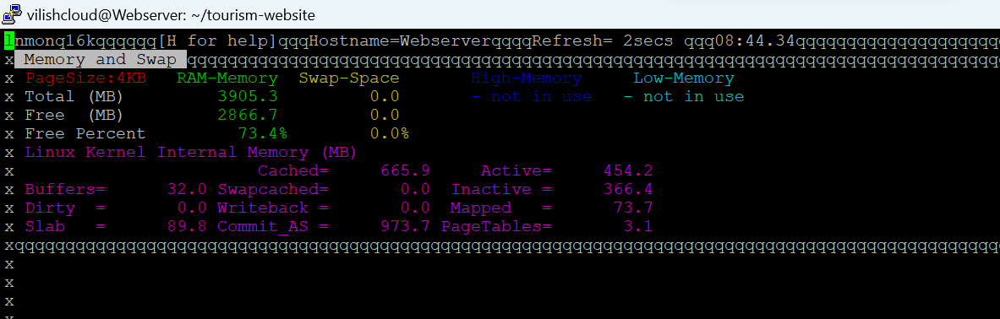 vilishcloud@Webserver: ~/tourism-website
lnmonq16kqqqqqq[H for help]qqqHostname=WebserverqqqqRefresh= 2secs qqq08:44.34qqqqqqqqqqqqqqqqqqqq
x Memory and Swap qqqqqqqqqqqqqqqqqqqqqqqqqqqqqqqqqqqqqqqqqqqqqqqqqqqqqqqqqqqqqqqqqqqqqqqqqqqqqqqq
x PageSize:4KB   RAM-Memory  Swap-Space       High-Memory     Low-Memory
x Total (MB)         3905.3         0.0       - not in use   - not in use
x Free  (MB)         2866.7         0.0
x Free Percent         73.4%        0.0%
x Linux Kernel Internal Memory (MB)
x                        Cached=     665.9     Active=     454.2
x Buffers=      32.0 Swapcached=       0.0  Inactive =     366.4
x Dirty  =       0.0 Writeback =       0.0  Mapped   =      73.7
x Slab   =      89.8 Commit_AS =     973.7 PageTables=       3.1
xqqqqqqqqqqqqqqqqqqqqqqqqqqqqqqqqqqqqqqqqqqqqqqqqqqqqqqqqqqqqqqqqqqqqqqqqqqqqqqqqqqqqqqqqqqqqqqqqq
x
x
x
x